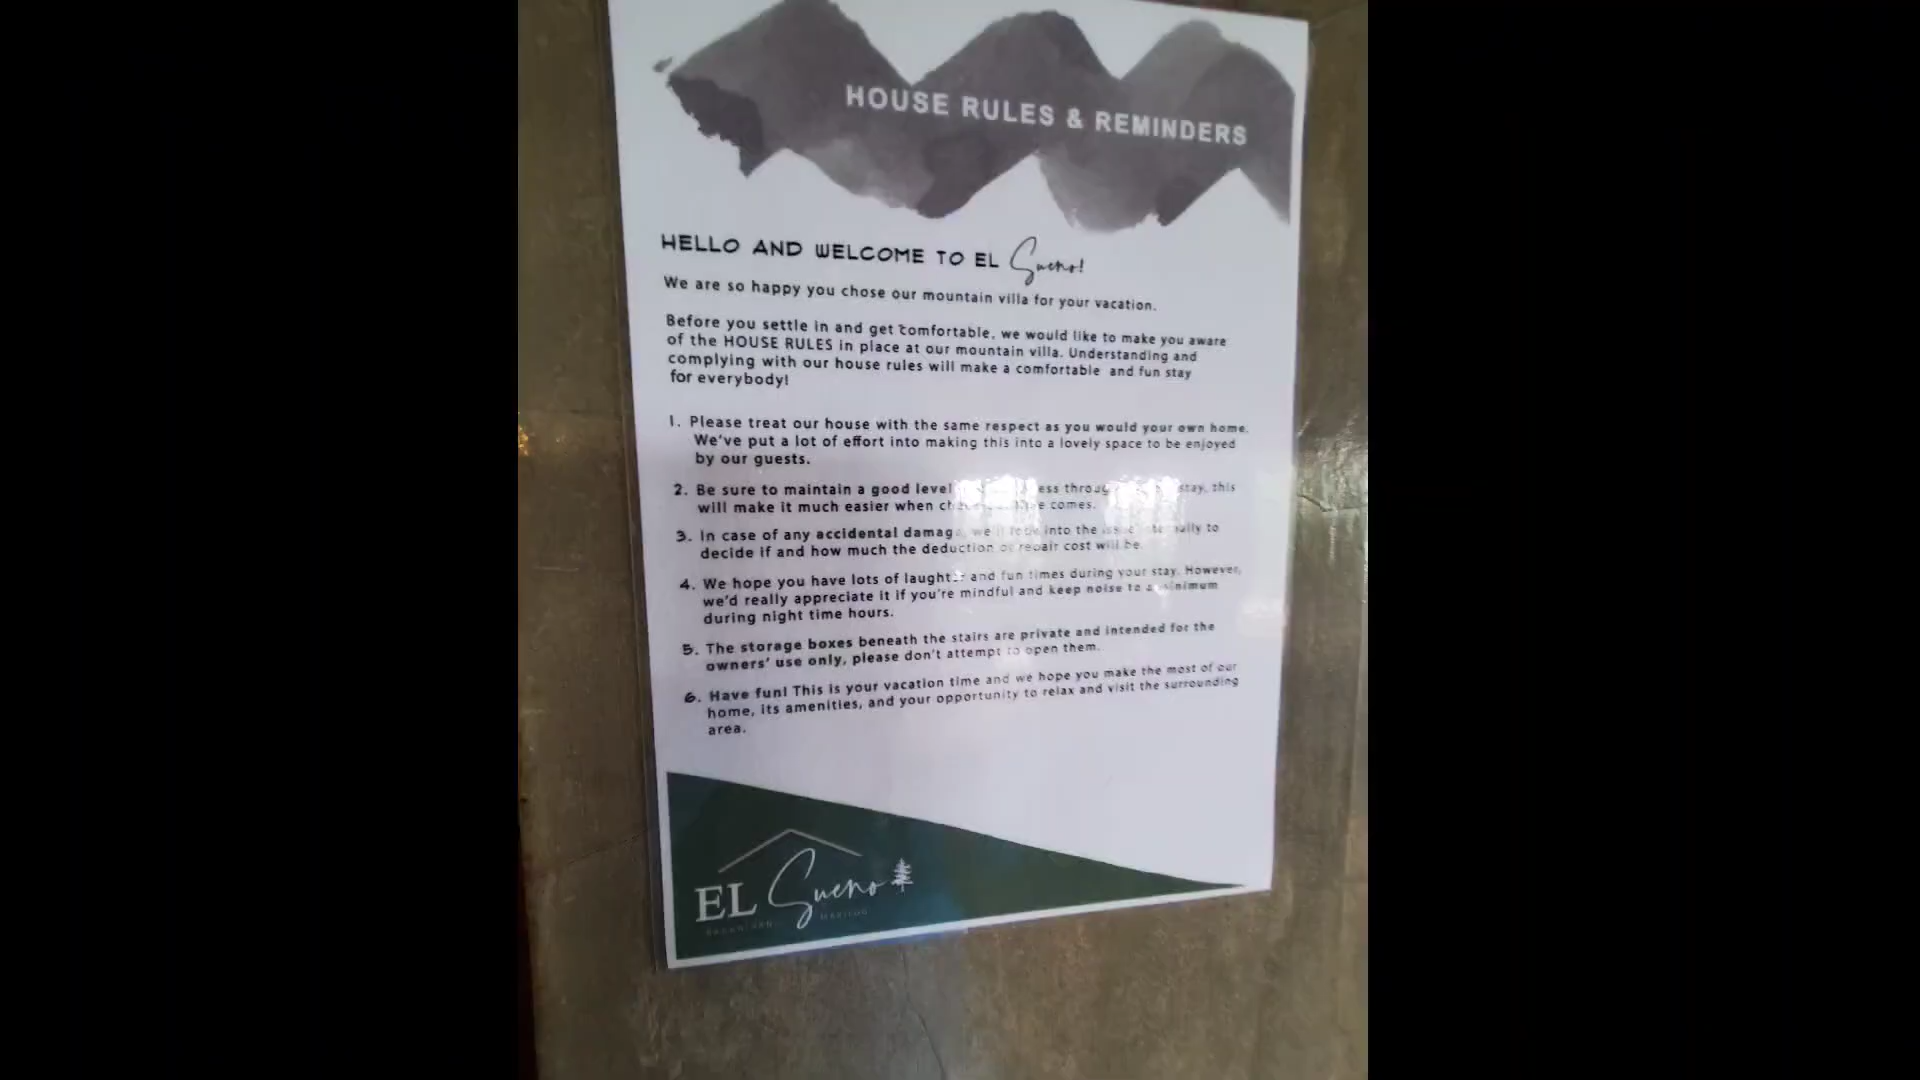 HOUSE RULES & REMINDERS
HELLO AND WELCOME TO EL Sueno!
We are so happy you chose our mountain villa for your vacation.
Before you settle in and get comfortable, we would like to make you aware
of the HOUSE RULES in place at our mountain villa. Understanding and
complying with our house rules will make a comfortable and fun stay
for everybody!
1. Please treat our house with the same respect as you would your own home.
We've put a lot of effort into making this into a lovely space to be enjoyed
by our guests.
2. Be sure to maintain a good level stay, this
will make it much easier when comes.
3. In case of any accidental damage, we'll look into the issue internally to
decide if and how much the deduction or repair cost will be.
4. We hope you have lots of laughter and fun times during your stay. However,
we'd really appreciate it if you're mindful and keep noise to a minimum
during night time hours.
5. The storage boxes beneath the stairs are private and intended for the
owners' use only, please don't attempt to open them.
6. Have fun! This is your vacation time and we hope you make the most of our
home, its amenities, and your opportunity to relax and visit the surrounding
area.
EL Sueno